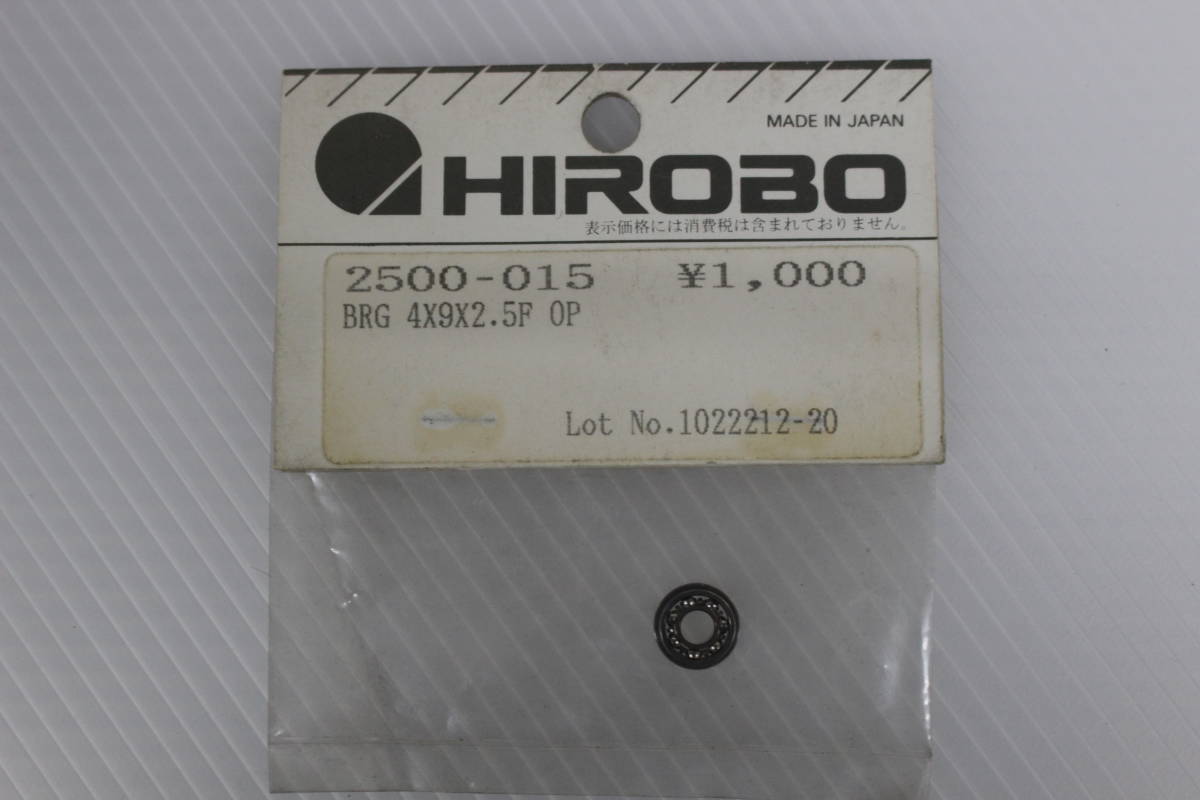 MADE IN JAPAN
HIROBO
表示価格には消費税は含まれておりません。
2500-015 ¥1,000
BRG 4X9X2.5F OP
Lot No.1022212-20